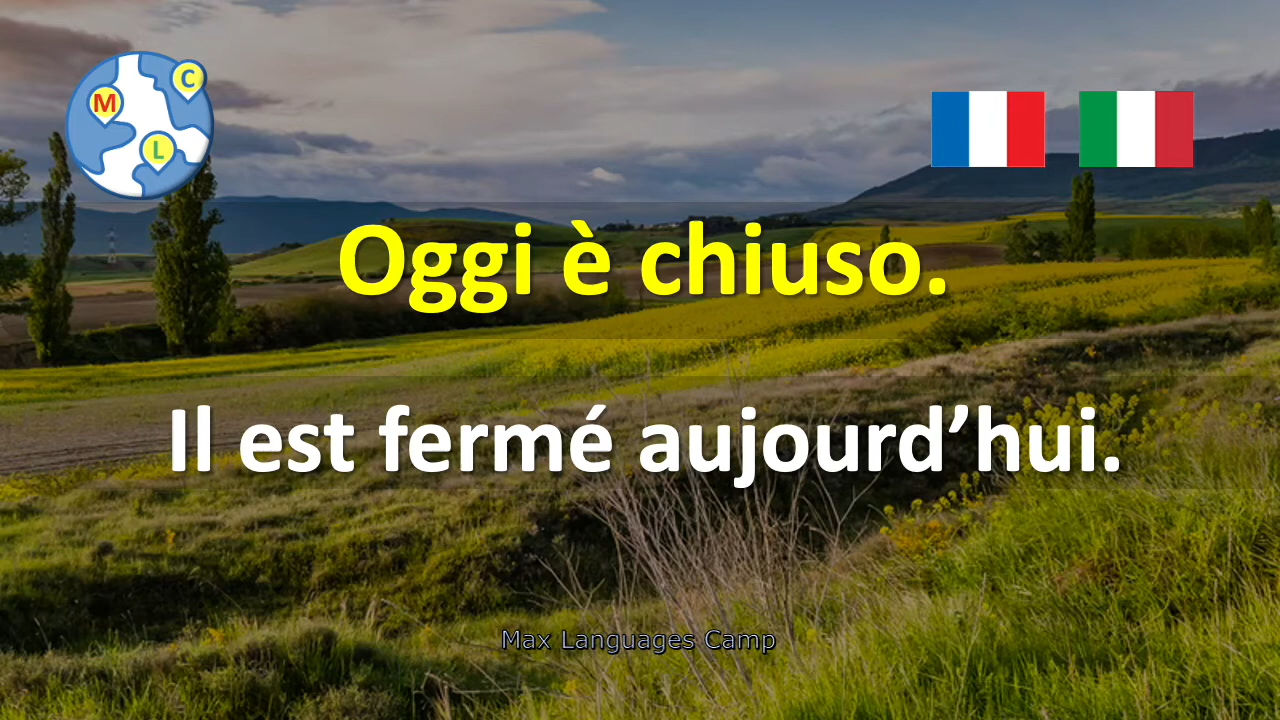 M
C
L
Oggi è chiuso.
Il est fermé aujourd’hui.
Max Languages Camp